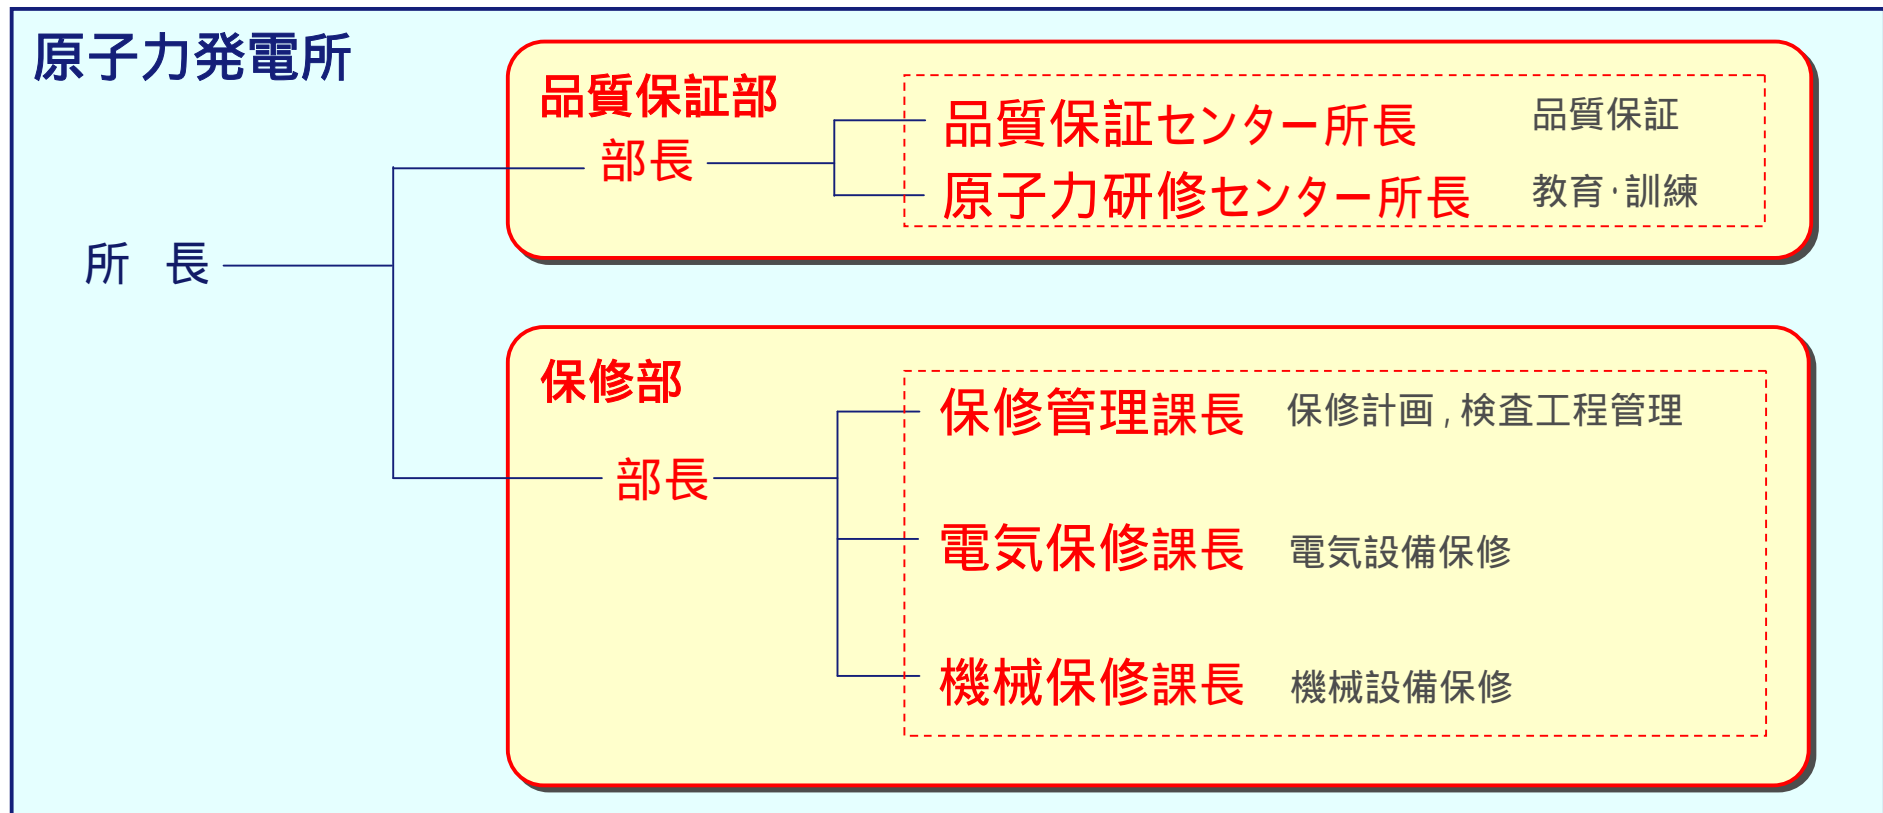 原子力発電所
品質保証部
品質保証センター所長 品質保証
部長
原子力研修センター所長 教育・訓練
所 長
保修部
保修管理課長 保修計画,検査工程管理
部長
電気保修課長 電気設備保修
機械保修課長 機械設備保修